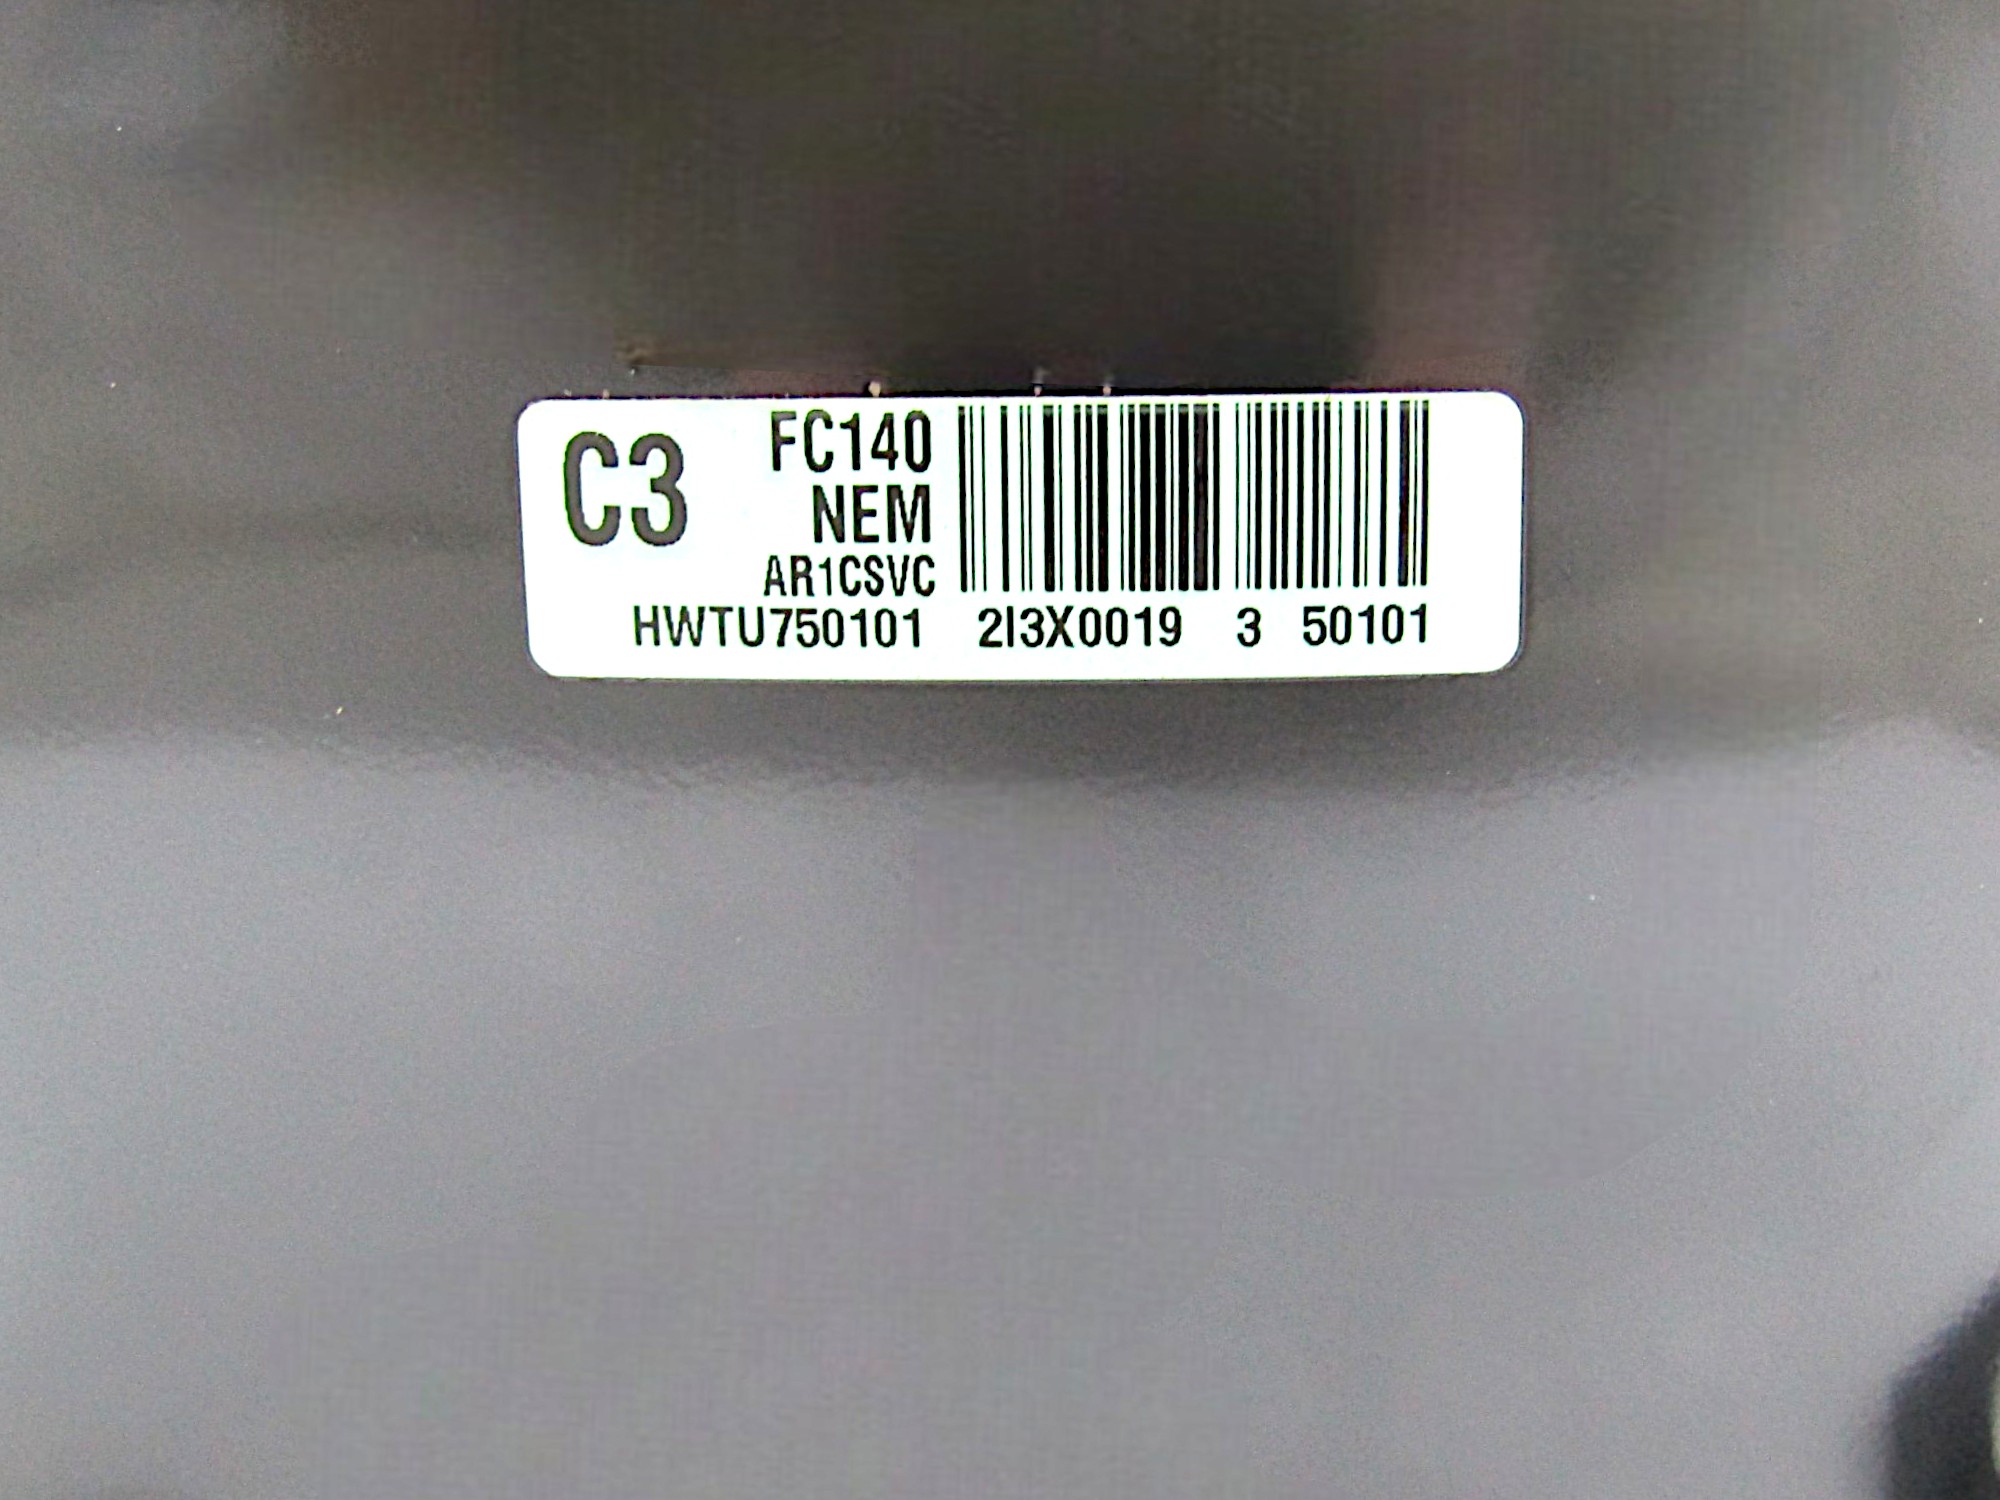 C3
FC140
NEM
AR1CSVC
HWTU750101 2I3X0019 3 50101